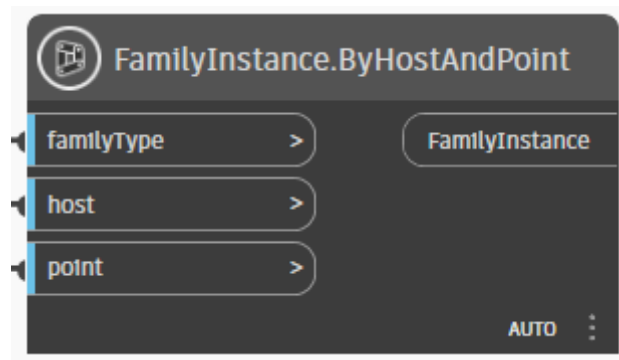 FamilyInstance.ByHostAndPoint
familyType >
FamilyInstance
host >
point >
AUTO